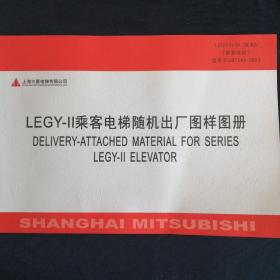 上海三菱电梯有限公司
LEGY-II乘客电梯随机出厂图样图册
DELIVERY-ATTACHED MATERIAL FOR SERIES
LEGY-II ELEVATOR
SHANGHAI MITSUBISHI